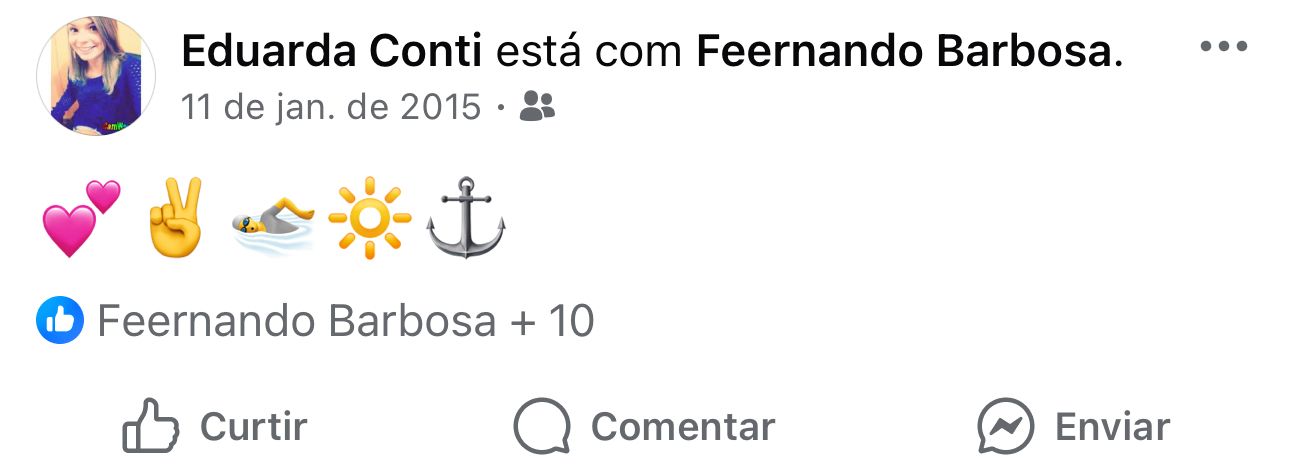 Eduarda Conti está com Feernando Barbosa.
11 de jan. de 2015 ·
💕 ✌️ 🏊 🔆 ⚓
Feernando Barbosa + 10
Curtir Comentar Enviar